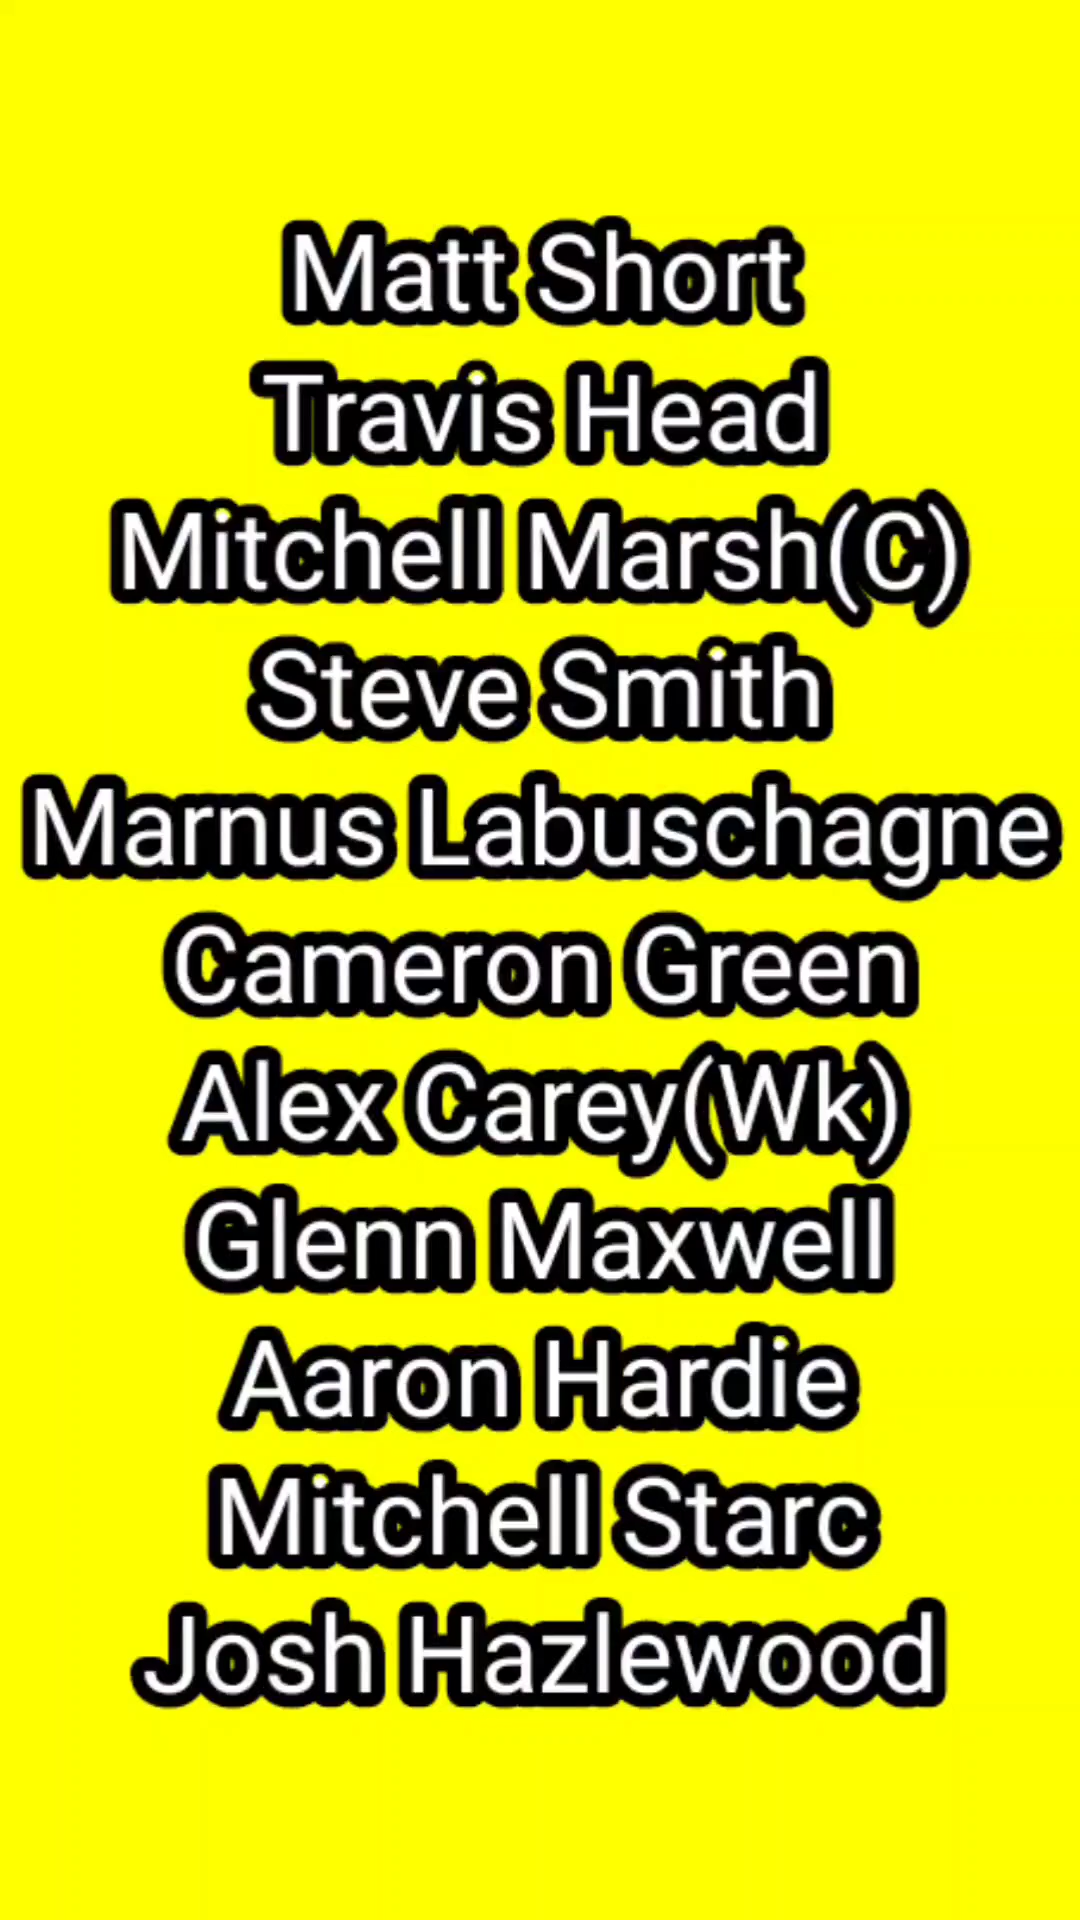 Matt Short
Travis Head
Mitchell Marsh(C)
Steve Smith
Marnus Labuschagne
Cameron Green
Alex Carey(Wk)
Glenn Maxwell
Aaron Hardie
Mitchell Starc
Josh Hazlewood